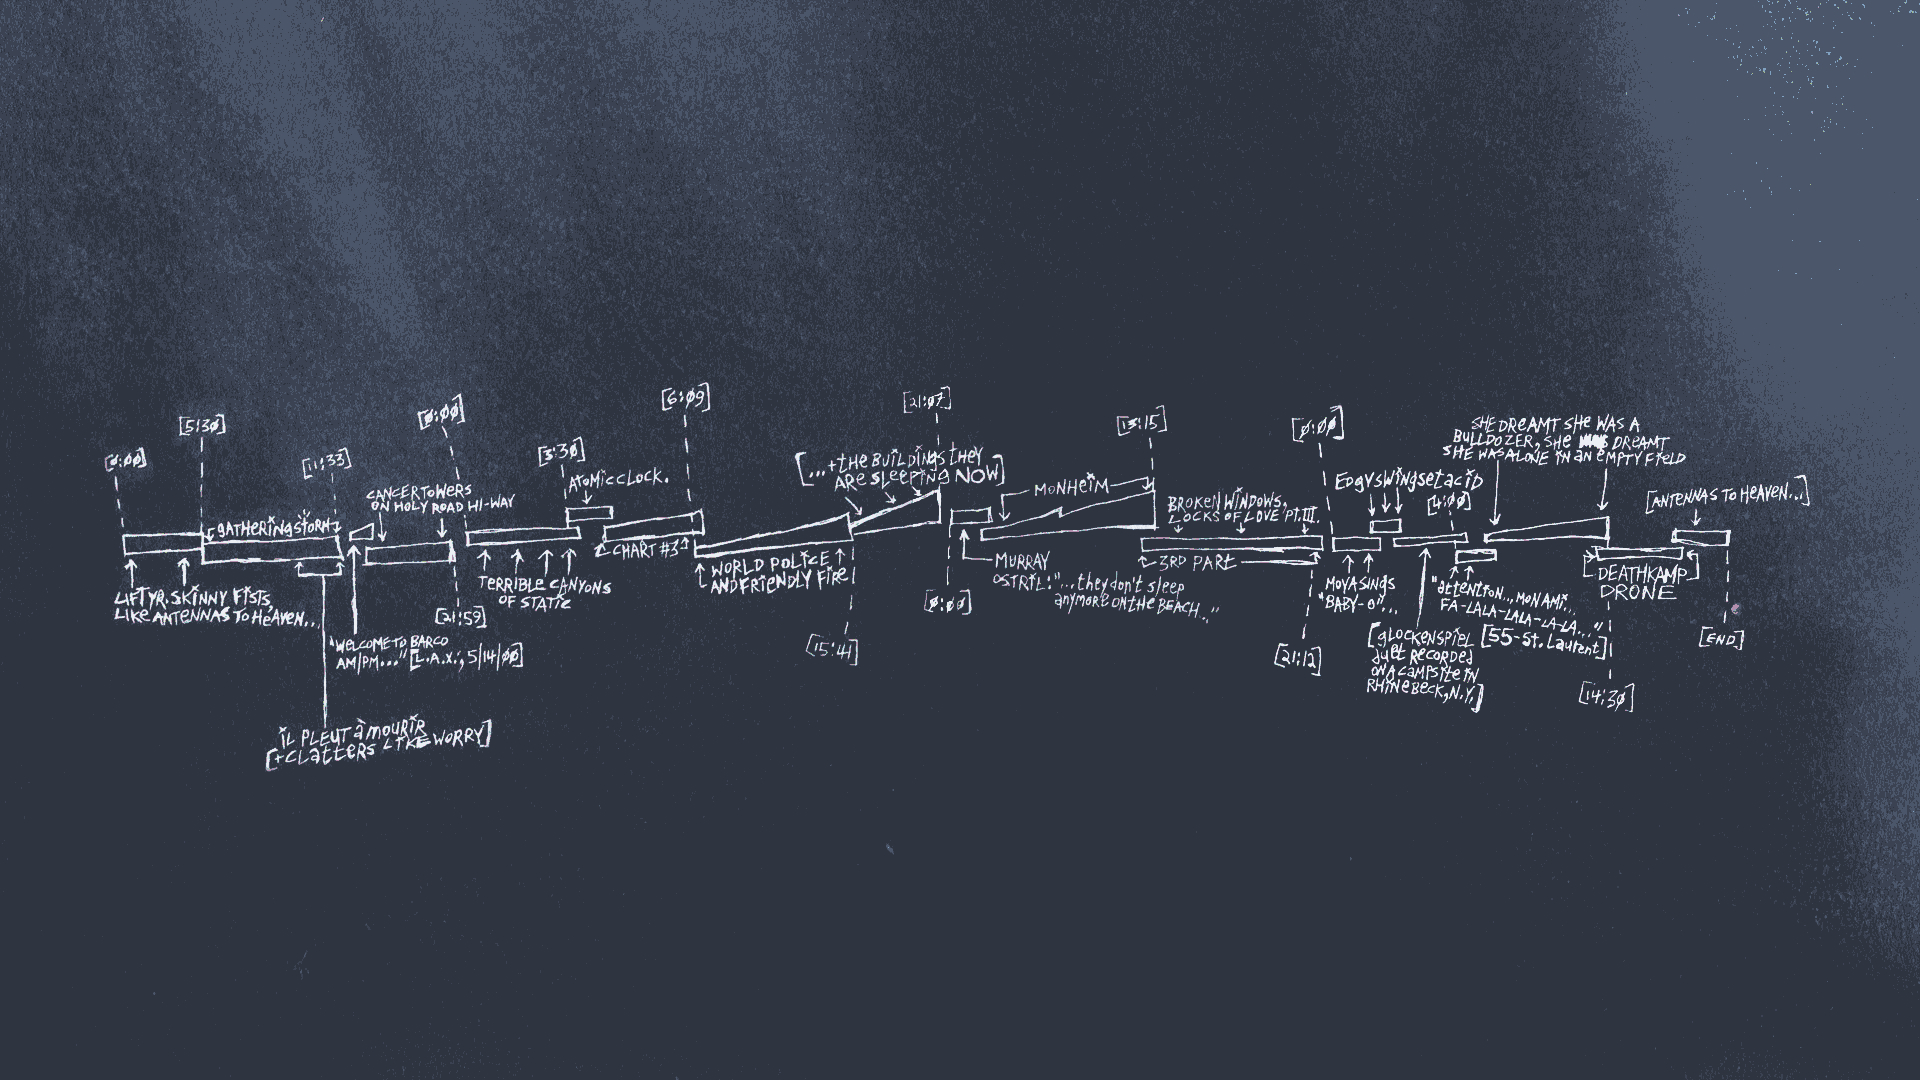 [0:00]
[5:30]
[11:33]
GATHERING STORM
LIFT YR. SKINNY FISTS,
LIKE ANTENNAS TO HEAVEN...
IL PLEUT À MOURIR
[+CLATTERS LIKE WORRY]
"WELCOME TO BARCO
AM/PM..." [L.A.X., 5/14/00]
CANCER TOWERS
ON HOLY ROAD HI-WAY
[21:59]
[0:00]
TERRIBLE CANYONS
OF STATIC
[3:30]
ATOMIC CLOCK.
CHART #3
[6:09]
WORLD POLICE
AND FRIENDLY FIRE
[15:41]
[...+THE BUILDINGS THEY
ARE SLEEPING NOW]
[21:07]
[0:00]
MURRAY
OSTRIL: "...they don't sleep
anymore on the BEACH..."
MONHEIM
[13:15]
BROKEN WINDOWS,
LOCKS OF LOVE PT. III.
3RD PART
[21:12]
[0:00]
MOYA SINGS
"BABY-O"...
EDGYSWINGSETACID
[GLOCKENSPIEL
duet RECORDED
ON A CAMPSITE IN
RHINEBECK, N.Y.]
[4:00]
"attention... MON AMI...
FA-LALA-LALA-LA-LA..."
[55-St. Laurent]
SHE DREAMT SHE WAS A
BULLDOZER, SHE DREAMT
SHE WAS ALONE IN AN EMPTY FIELD
[14:30]
DEATHKAMP
DRONE
[ANTENNAS TO HEAVEN...]
[END]